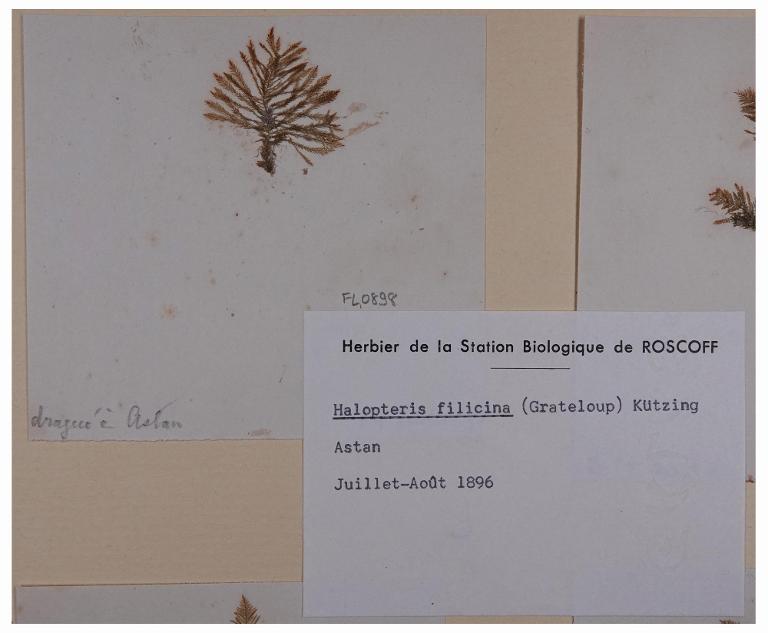 FL0898
Herbier de la Station Biologique de ROSCOFF
Halopteris filicina (Grateloup) Kützing
Astan
Juillet-Août 1896
dragué à Astan